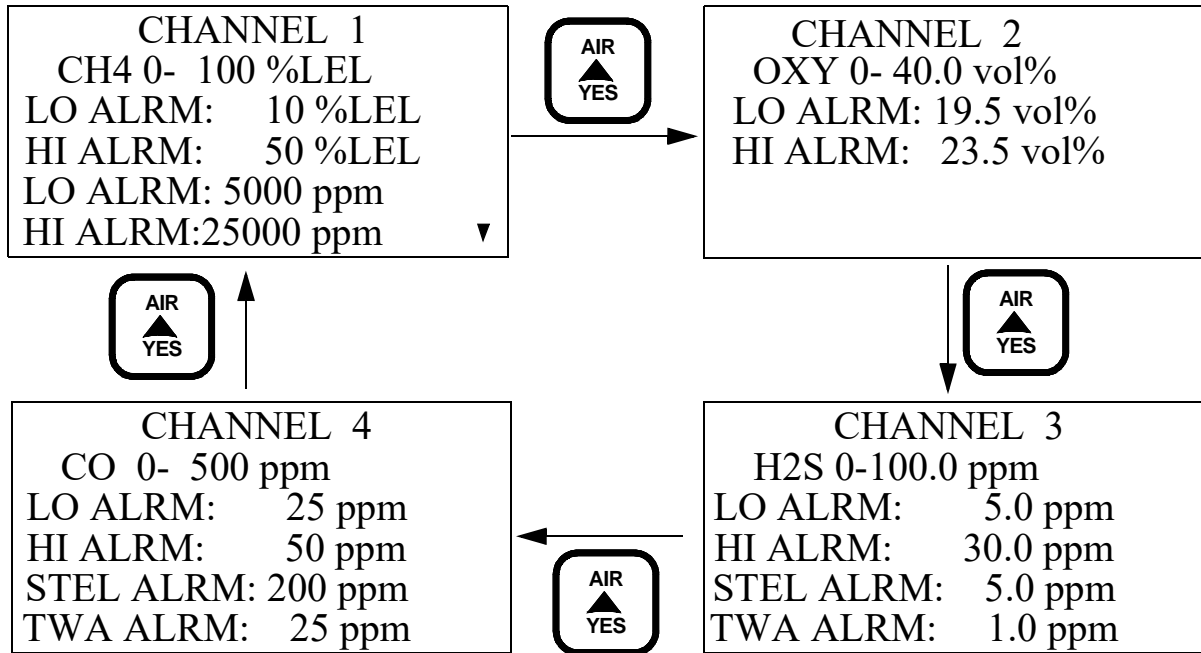 CHANNEL 1
CH4 0- 100 %LEL
LO ALRM: 10 %LEL
HI ALRM: 50 %LEL
LO ALRM: 5000 ppm
HI ALRM:25000 ppm
AIR
YES
CHANNEL 2
OXY 0- 40.0 vol%
LO ALRM: 19.5 vol%
HI ALRM: 23.5 vol%
AIR
YES
AIR
YES
CHANNEL 4
CO 0- 500 ppm
LO ALRM: 25 ppm
HI ALRM: 50 ppm
STEL ALRM: 200 ppm
TWA ALRM: 25 ppm
AIR
YES
CHANNEL 3
H2S 0-100.0 ppm
LO ALRM: 5.0 ppm
HI ALRM: 30.0 ppm
STEL ALRM: 5.0 ppm
TWA ALRM: 1.0 ppm